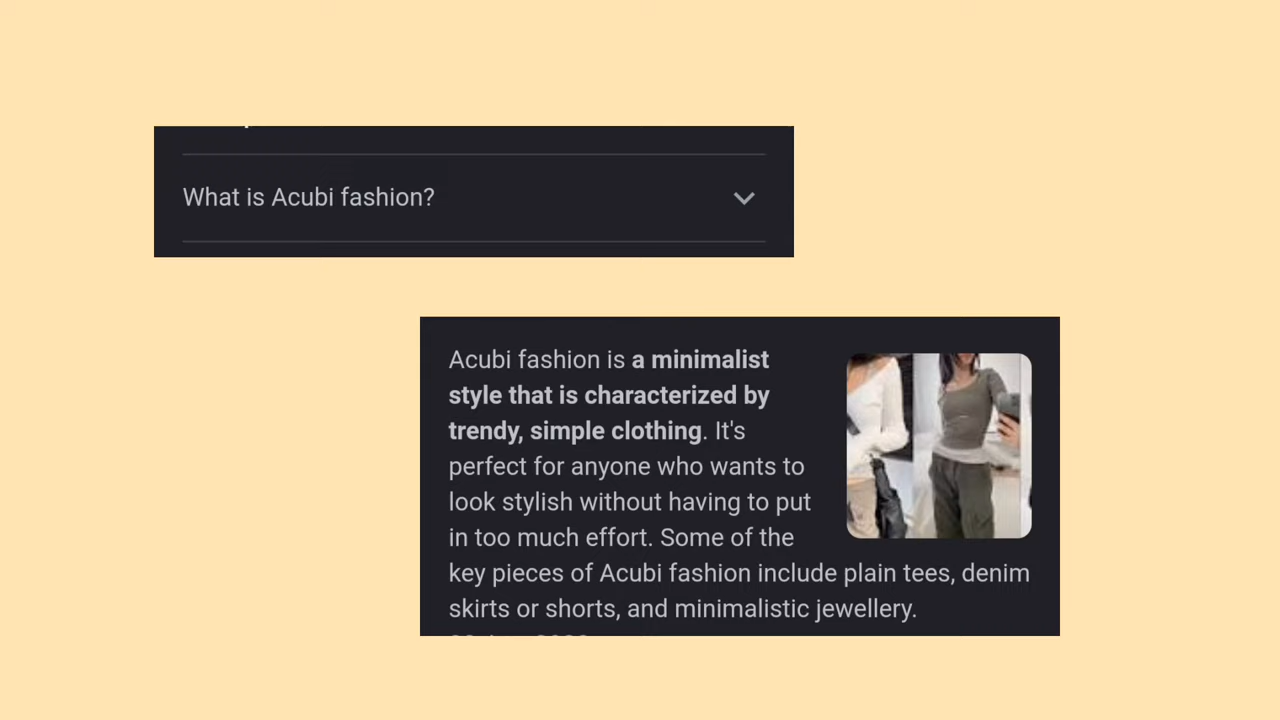 What is Acubi fashion?
Acubi fashion is a minimalist
style that is characterized by
trendy, simple clothing. It's
perfect for anyone who wants to
look stylish without having to put
in too much effort. Some of the
key pieces of Acubi fashion include plain tees, denim
skirts or shorts, and minimalistic jewellery.